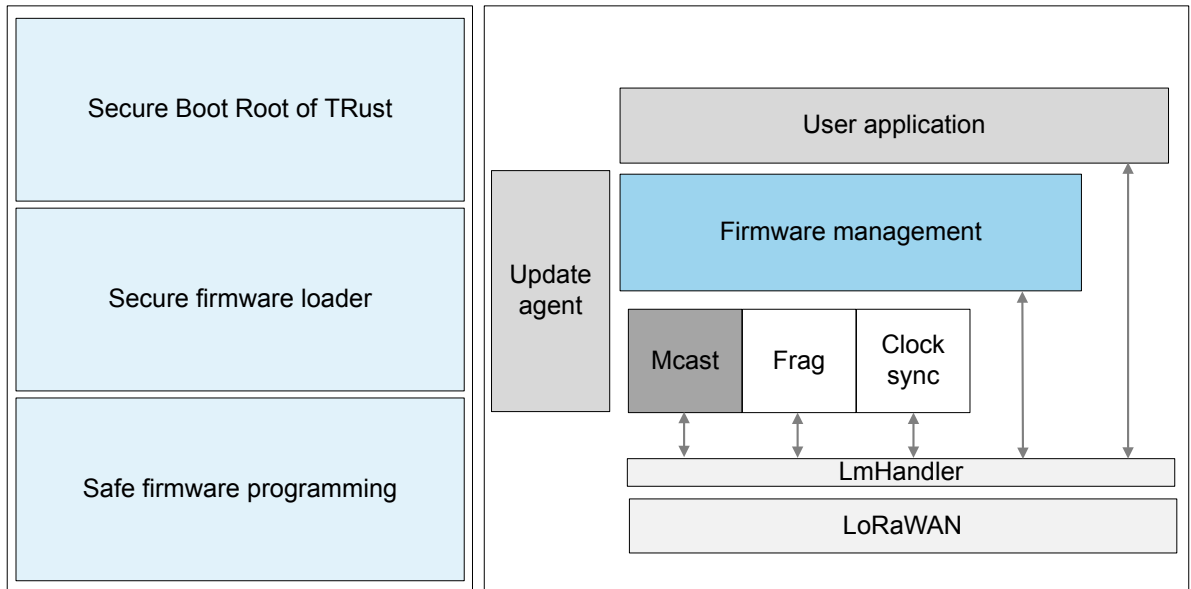 Secure Boot Root of TRust
Secure firmware loader
Safe firmware programming
User application
Firmware management
Update
agent
Mcast
Frag
Clock
sync
LmHandler
LoRaWAN